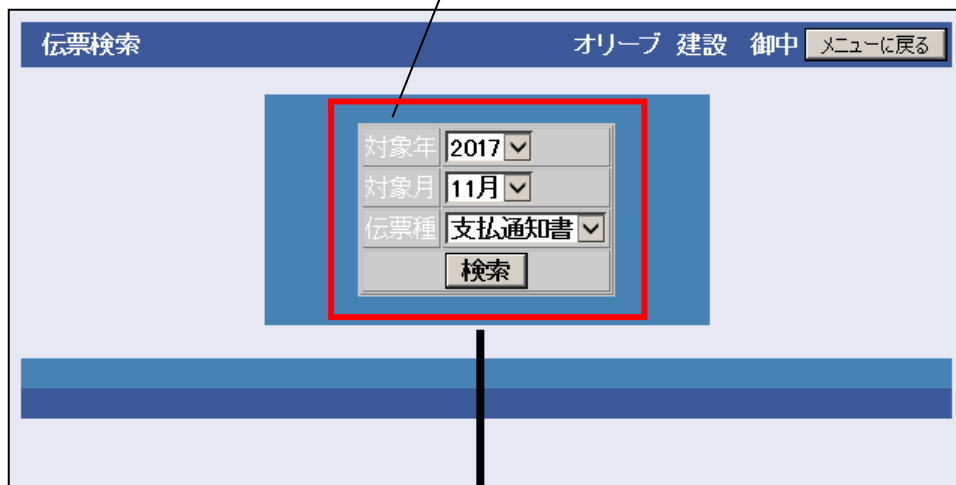 伝票検索 オリーブ 建設 御中 メニューに戻る
対象年 2017
対象月 11月
伝票種 支払通知書
検索